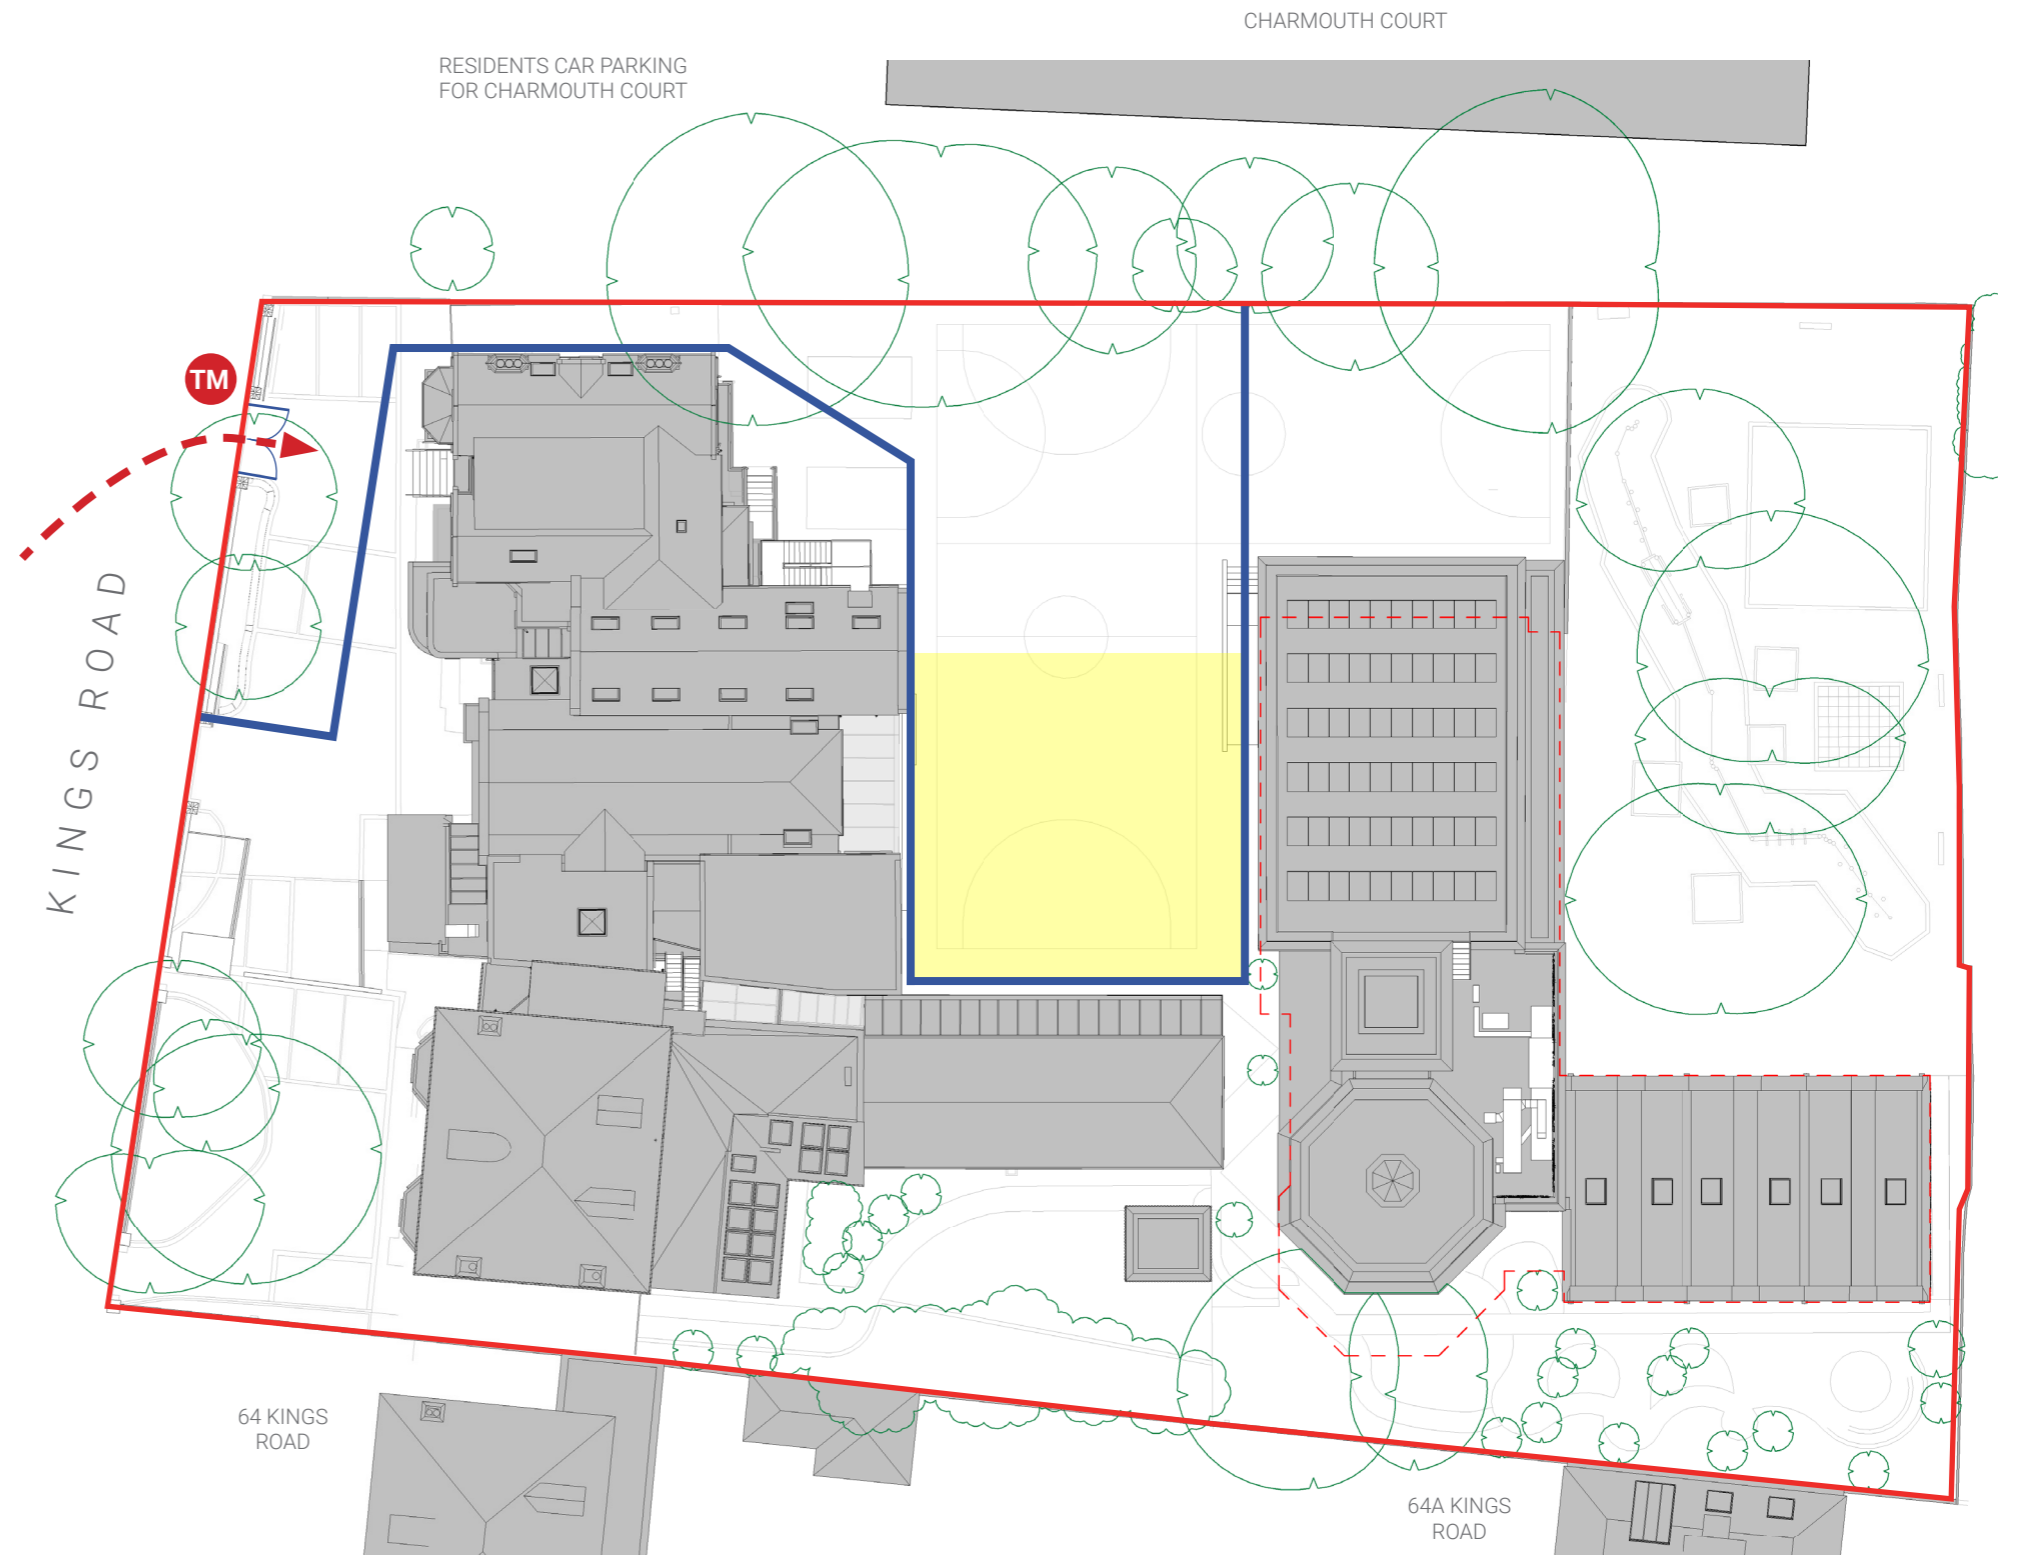 CHARMOUTH COURT
RESIDENTS CAR PARKING
FOR CHARMOUTH COURT
TM
KINGS ROAD
64 KINGS
ROAD
64A KINGS
ROAD